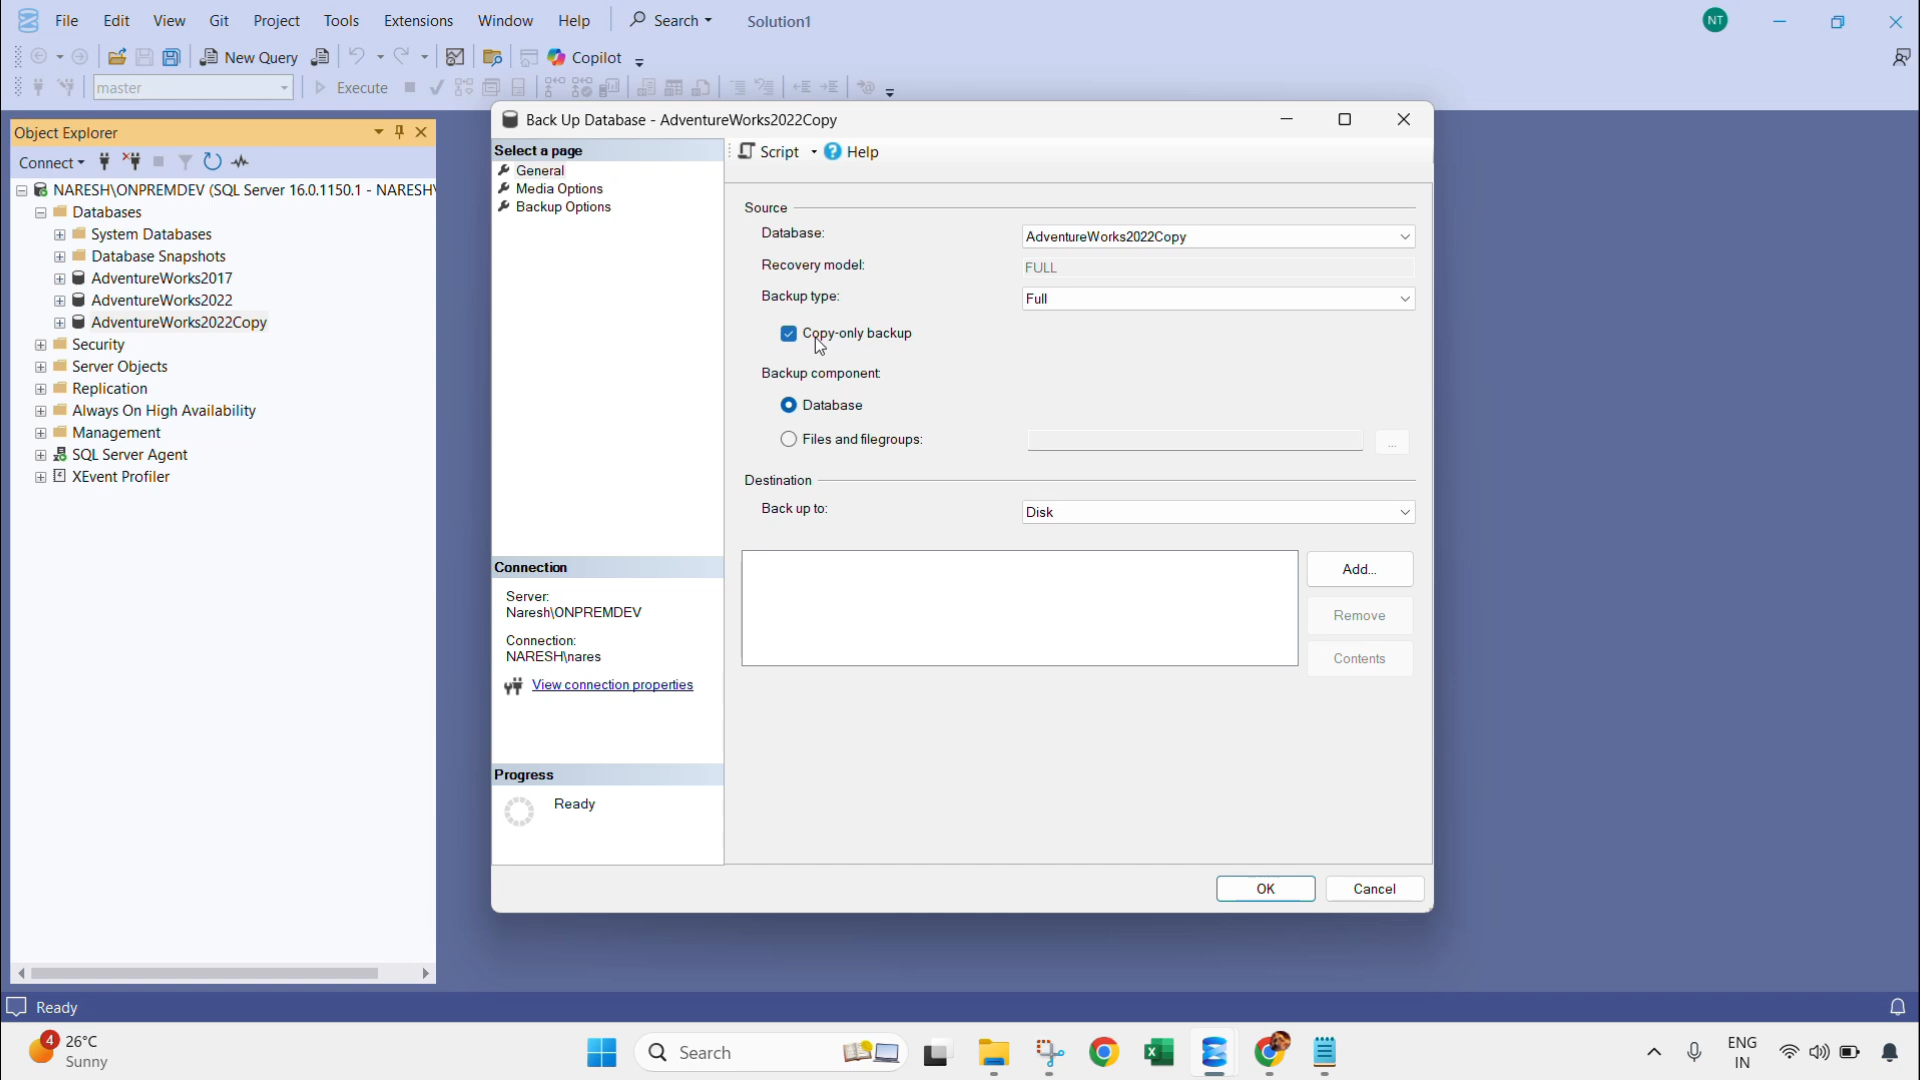 File Edit View Git Project Tools Extensions Window Help Search Solution1 NT
New Query Copilot
master Execute
Object Explorer
Connect
NARESH\ONPREMDEV (SQL Server 16.0.1150.1 - NARESH\
Databases
System Databases
Database Snapshots
AdventureWorks2017
AdventureWorks2022
AdventureWorks2022Copy
Security
Server Objects
Replication
Always On High Availability
Management
SQL Server Agent
XEvent Profiler
Back Up Database - AdventureWorks2022Copy
Select a page
General
Media Options
Backup Options
Script Help
Source
Database: AdventureWorks2022Copy
Recovery model: FULL
Backup type: Full
Copy-only backup
Backup component:
Database
Files and filegroups: ...
Destination
Back up to: Disk
Add...
Remove
Contents
Connection
Server:
Naresh\ONPREMDEV
Connection:
NARESH\nares
View connection properties
Progress
Ready
OK Cancel
Ready
4 26°C
Sunny
Search
ENG
IN